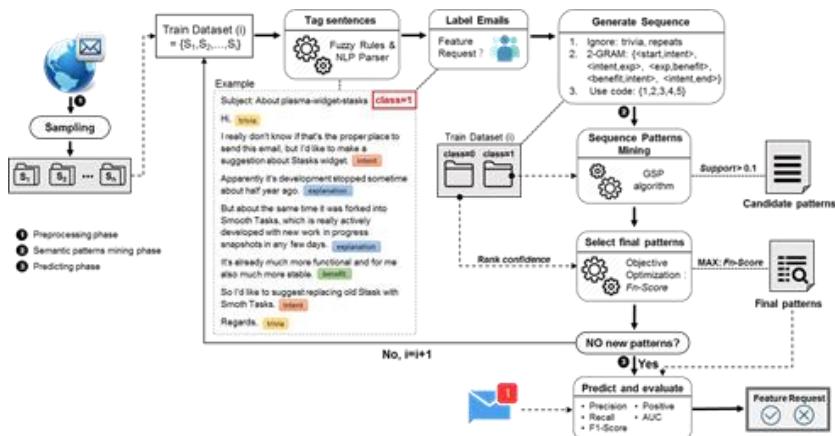 Train Dataset (i)
= {S₁,S₂,...,Sᵢ}
Tag sentences
Fuzzy Rules &
NLP Parser
Label Emails
Feature
Request ?
Generate Sequence
1. Ignore: trivia, repeats
2. 2-GRAM: {<start,intent>,
<intent,exp>, <exp,benefit>
<benefit,intent>, <intent,end>}
3. Use code: {1,2,3,4,5}
1
Sampling
S₁ S₂ ... Sₙ
1 Preprocessing phase
2 Semantic patterns mining phase
3 Predicting phase
Example
Subject: About plasma-widget-stasks class=1
Hi, trivia
I really don't know if that's the proper place to
send this email, but I'd like to make a
suggestion about Stasks widget. intent
Apparently it's development stopped sometime
about half year ago. explanation
But about the same time it was forked into
Smooth Tasks, which is really actively
developed with new work in progress
snapshots in any few days. explanation
It's already much more functional and for me
also much more stable. benefit
So I'd like to suggest replacing old Stask with
Smoth Tasks. intent
Regards, trivia
Train Dataset (i)
class=0 class=1
2
Sequence Patterns
Mining
GSP
algorithm
Support> 0.1
Candidate patterns
Rank confidence
Select final patterns
Objective
Optimization :
Fn-Score
MAX: Fn-Score
Final patterns
NO new patterns?
No, i=i+1
3 Yes
Predict and evaluate
• Precision • Positive
• Recall • AUC
• F1-Score
1
Feature Request